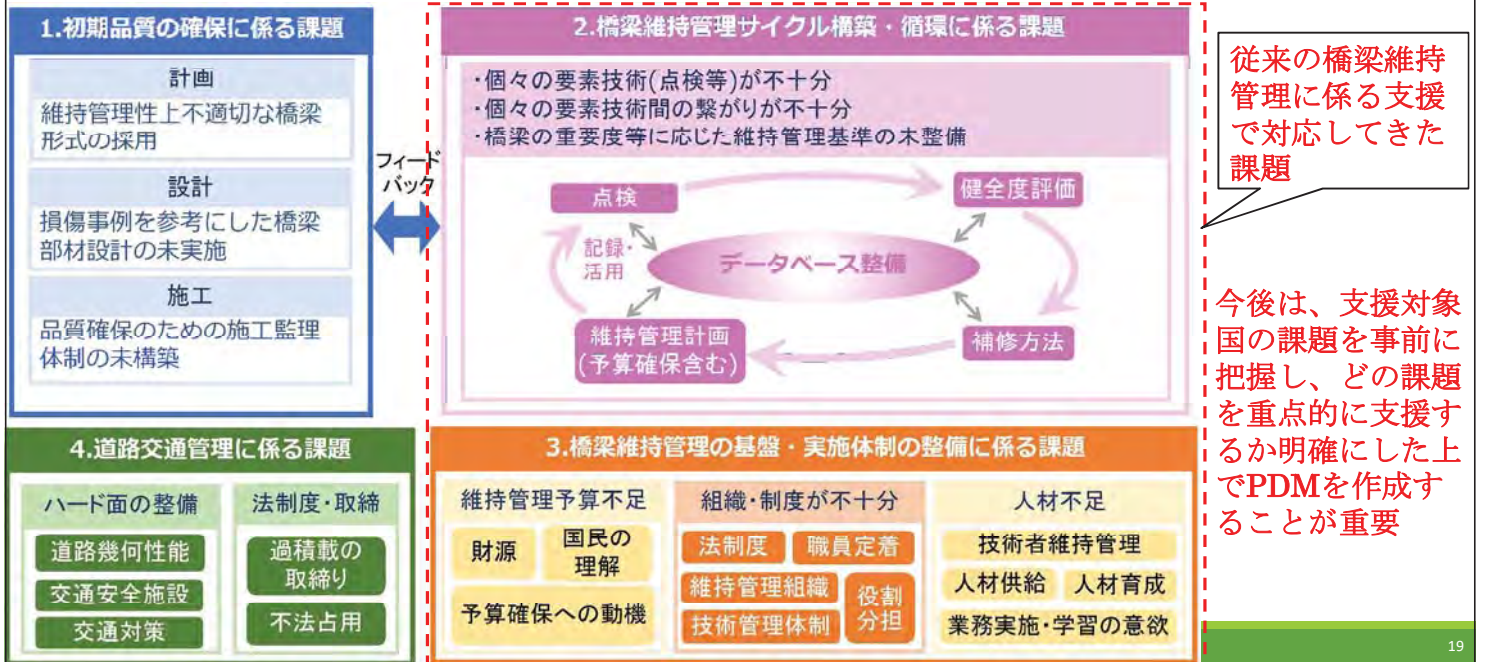 1.初期品質の確保に係る課題
計画
維持管理性上不適切な橋梁
形式の採用
設計
損傷事例を参考にした橋梁
部材設計の未実施
施工
品質確保のための施工監理
体制の未構築
フィード
バック
2.橋梁維持管理サイクル構築・循環に係る課題
・個々の要素技術(点検等)が不十分
・個々の要素技術間の繋がりが不十分
・橋梁の重要度等に応じた維持管理基準の未整備
点検
健全度評価
記録・
活用
データベース整備
維持管理計画
(予算確保含む)
補修方法
従来の橋梁維持
管理に係る支援
で対応してきた
課題
今後は、支援対象
国の課題を事前に
把握し、どの課題
を重点的に支援す
るか明確にした上
でPDMを作成す
ることが重要
4.道路交通管理に係る課題
ハード面の整備
道路幾何性能
交通安全施設
交通対策
法制度・取締
過積載の
取締り
不法占用
3.橋梁維持管理の基盤・実施体制の整備に係る課題
維持管理予算不足
財源
国民の
理解
予算確保への動機
組織・制度が不十分
法制度
職員定着
維持管理組織
役割
分担
技術管理体制
人材不足
技術者維持管理
人材供給
人材育成
業務実施・学習の意欲
19